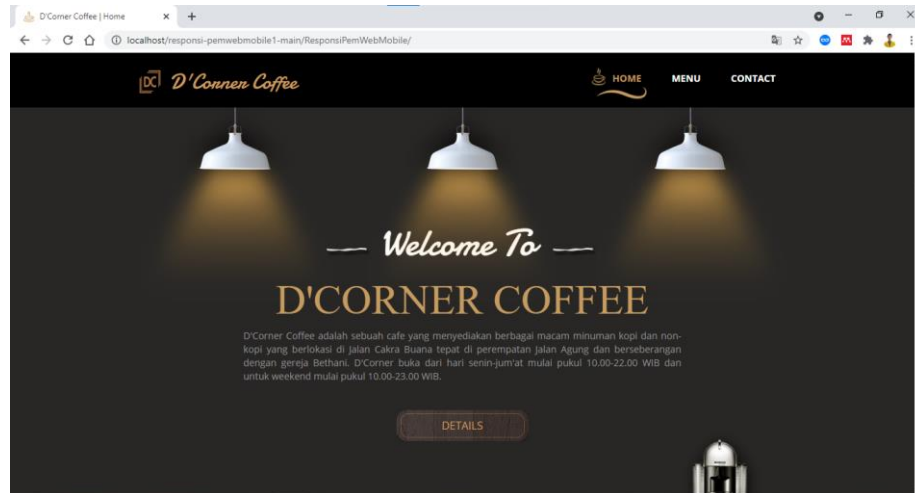 D'Corner Coffee | Home
localhost/responsi-pemwebmobile1-main/ResponsiPemWebMobile/
DC D'Corner Coffee
HOME MENU CONTACT
Welcome To
D'CORNER COFFEE
D'Corner Coffee adalah sebuah cafe yang menyediakan berbagai macam minuman kopi dan non-
kopi yang berlokasi di Jalan Cakra Buana tepat di perempatan Jalan Agung dan berseberangan
dengan gereja Bethani. D'Corner buka dari hari senin-jum'at mulai pukul 10.00-22.00 WIB dan
untuk weekend mulai pukul 10.00-23.00 WIB.
DETAILS